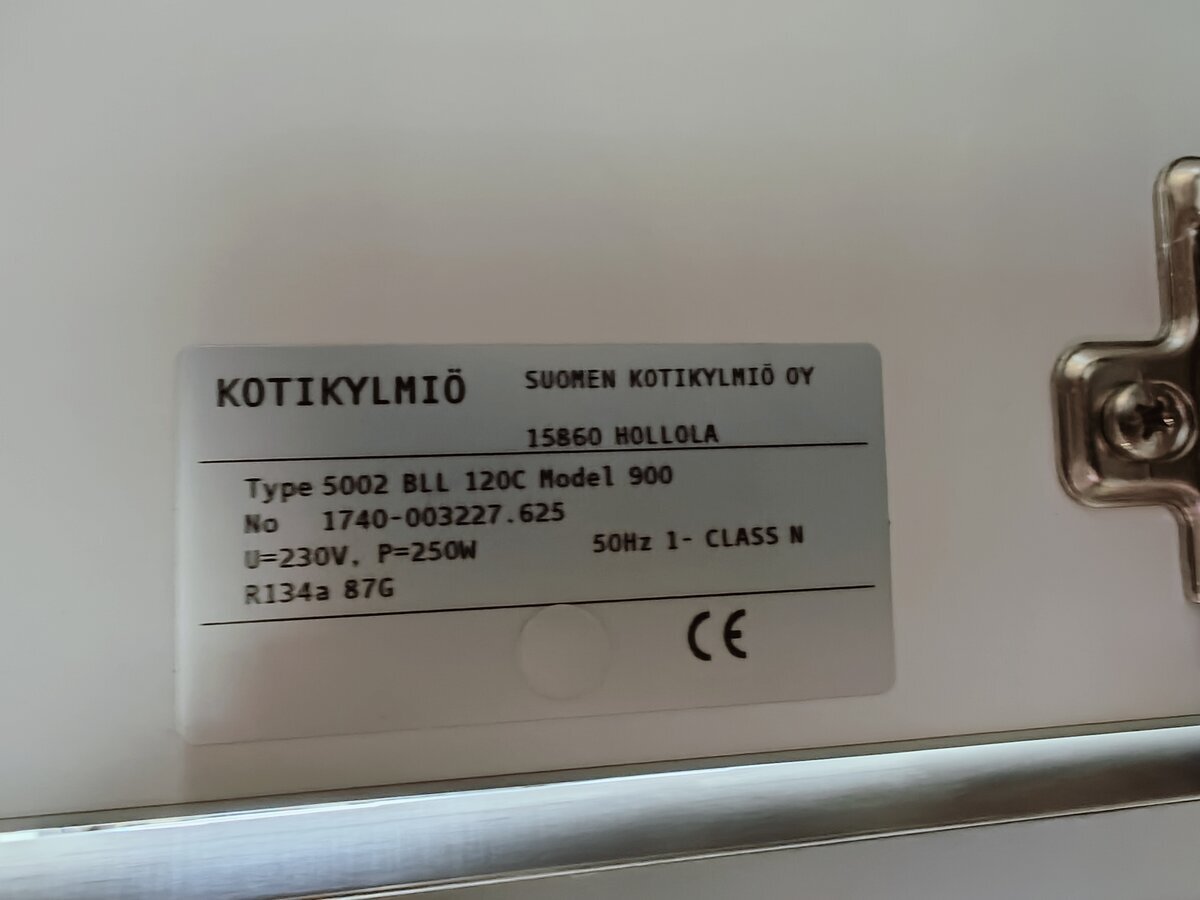 KOTIKYLMIÖ
SUOMEN KOTIKYLMIÖ OY
15860 HOLLOLA
Type 5002 BLL 120C Model 900
No 1740-003227.625
U=230V, P=250W 50Hz 1- CLASS N
R134a 87G
CE